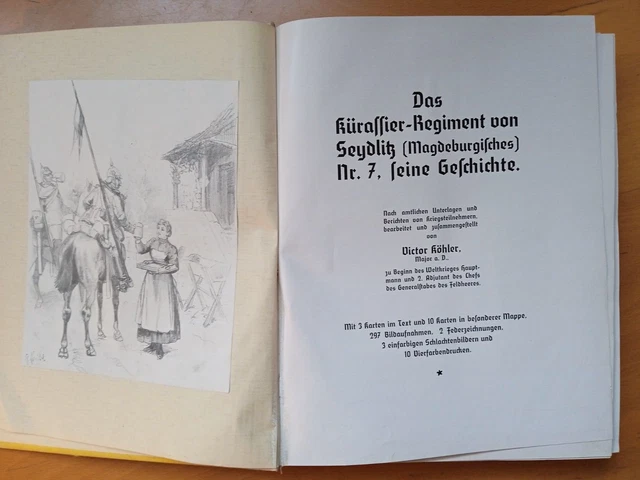 Das
Kürassier-Regiment von
Seydlitz (Magdeburgisches)
Nr. 7, seine Geschichte.
Nach amtlichen Unterlagen und
Berichten von Kriegsteilnehmern,
bearbeitet und zusammengestellt
von
Victor Köhler,
Major a. D.,
zu Beginn des Weltkrieges Haupt-
mann und 2. Adjutant des Chefs
des Generalstabes des Feldheeres.
Mit 3 Karten im Text und 10 Karten in besonderer Mappe,
297 Bildaufnahmen, 2 Federzeichnungen,
3 einfarbigen Schlachtenbildern und
10 Vierfarbendrucken.